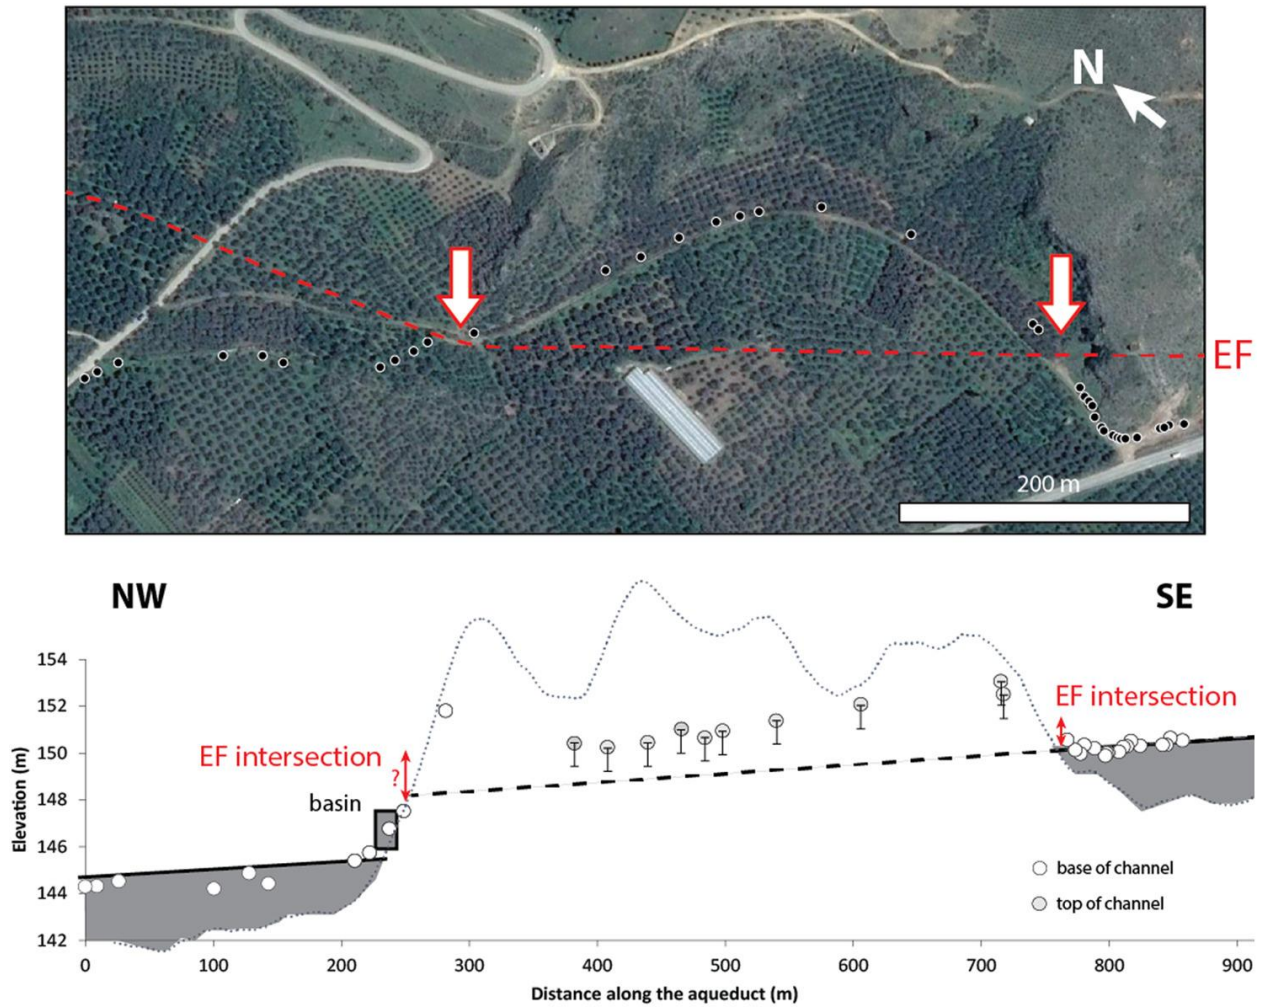 N
EF
200 m
NW
SE
154
152
150
148
146
144
142
Elevation (m)
EF intersection
?
basin
EF intersection
base of channel
top of channel
0 100 200 300 400 500 600 700 800 900
Distance along the aqueduct (m)